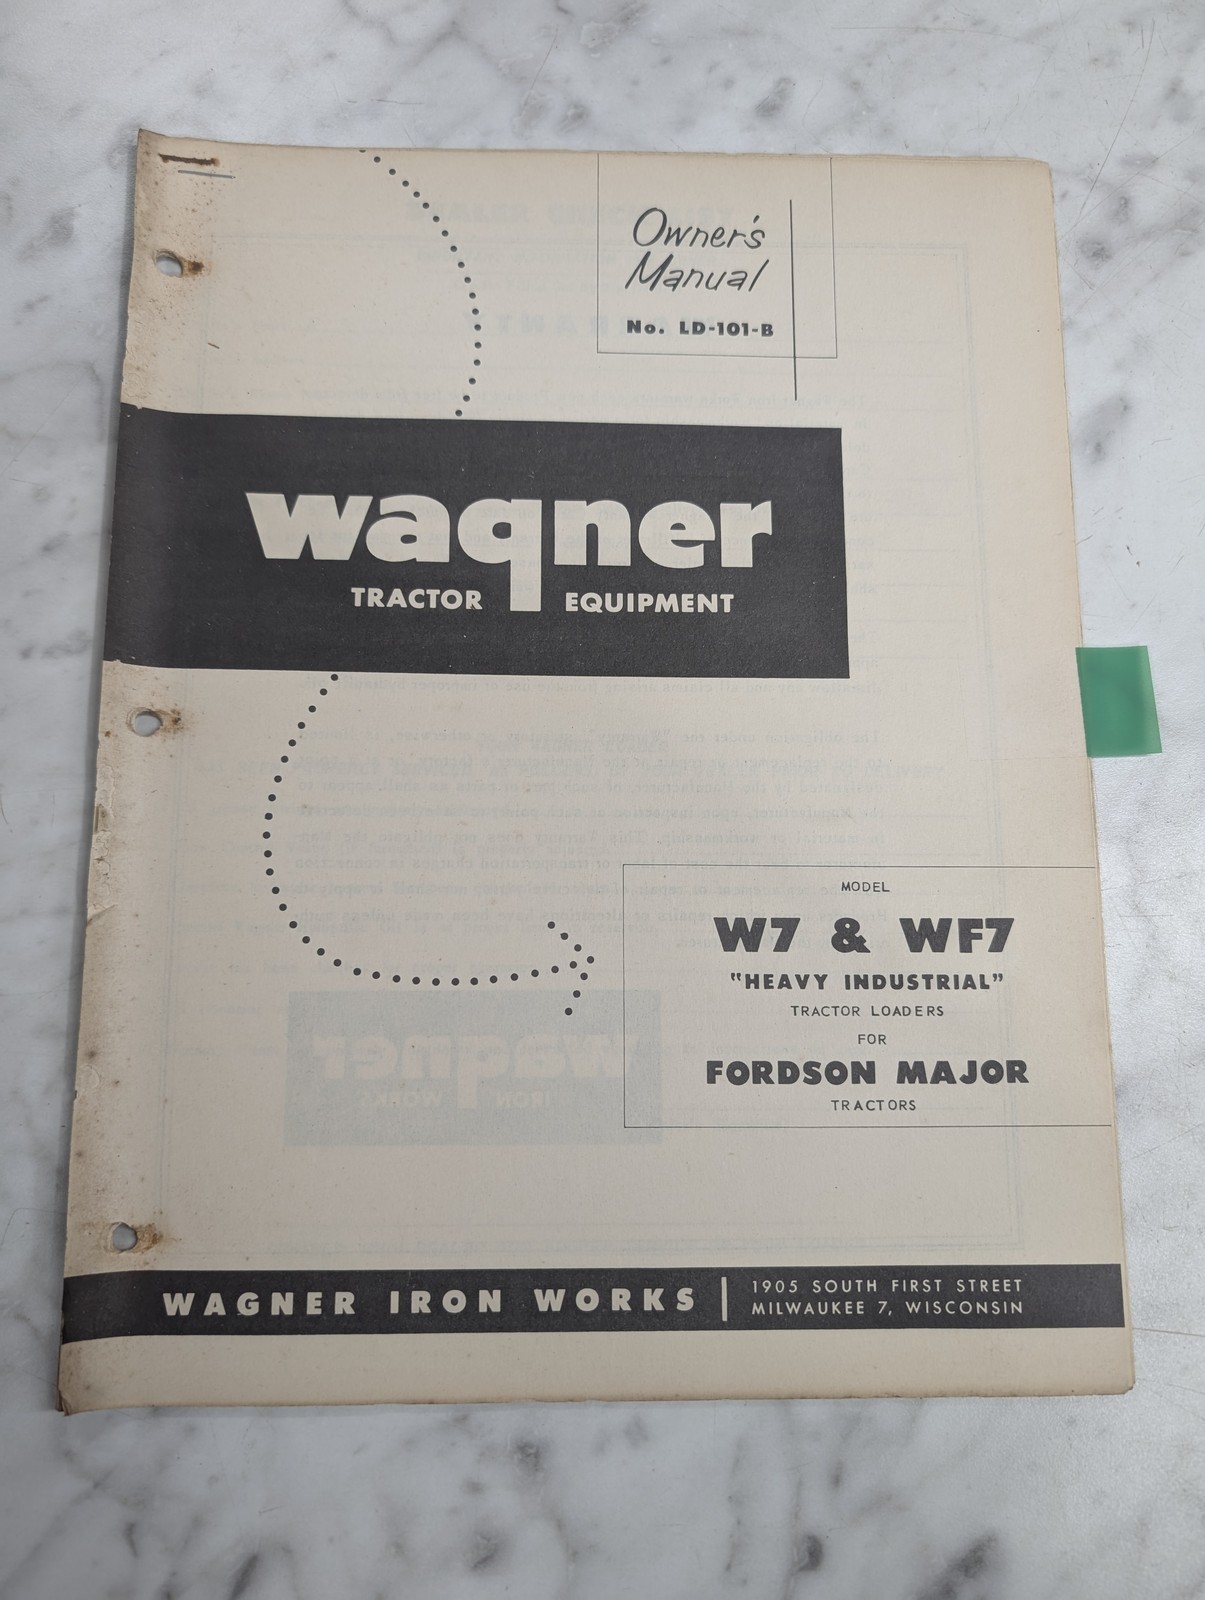 Owner's
Manual
No. LD-101-B
wagner
TRACTOR EQUIPMENT
MODEL
W7 & WF7
"HEAVY INDUSTRIAL"
TRACTOR LOADERS
FOR
FORDSON MAJOR
TRACTORS
WAGNER IRON WORKS
1905 SOUTH FIRST STREET
MILWAUKEE 7, WISCONSIN